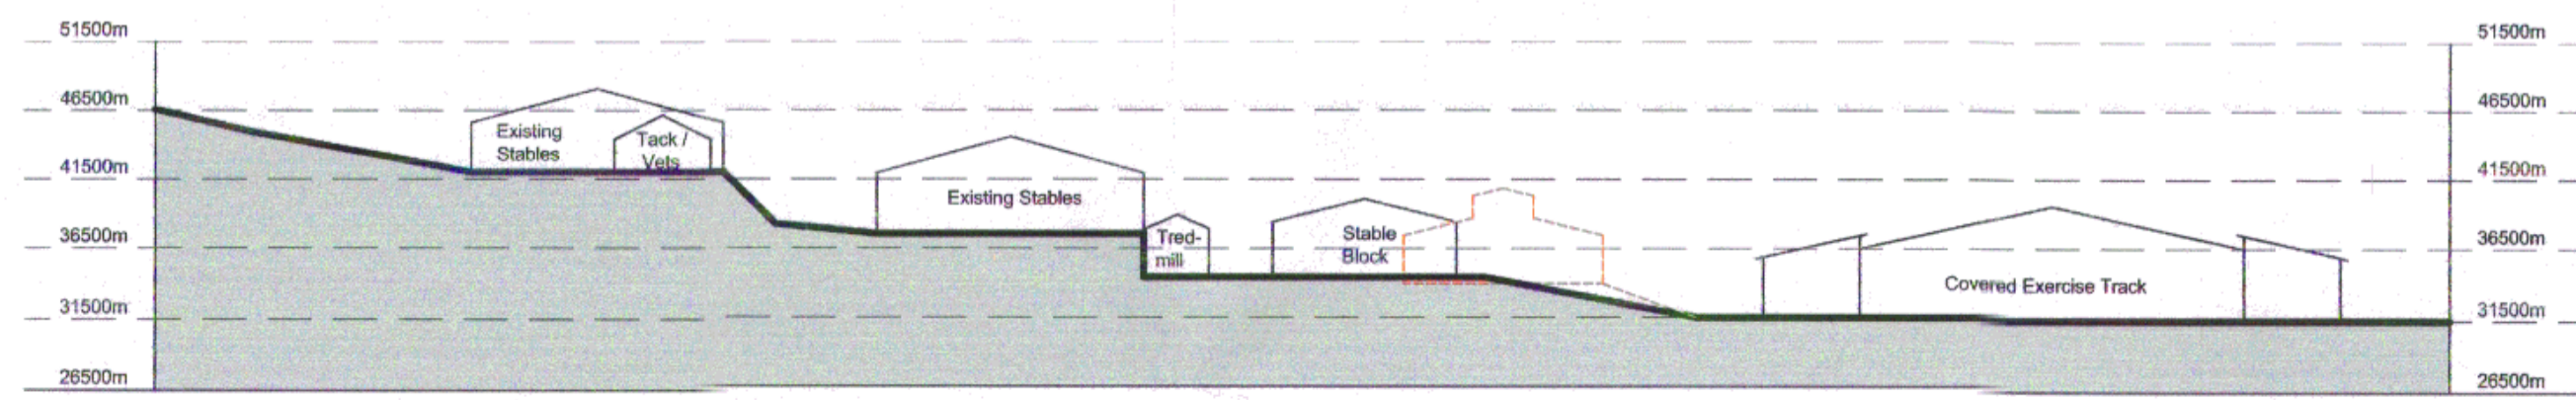 51500m
51500m
46500m
46500m
Existing
Stables
Tack /
Vets
41500m
41500m
Existing Stables
36500m
36500m
Tred-
mill
Stable
Block
Covered Exercise Track
31500m
31500m
26500m
26500m